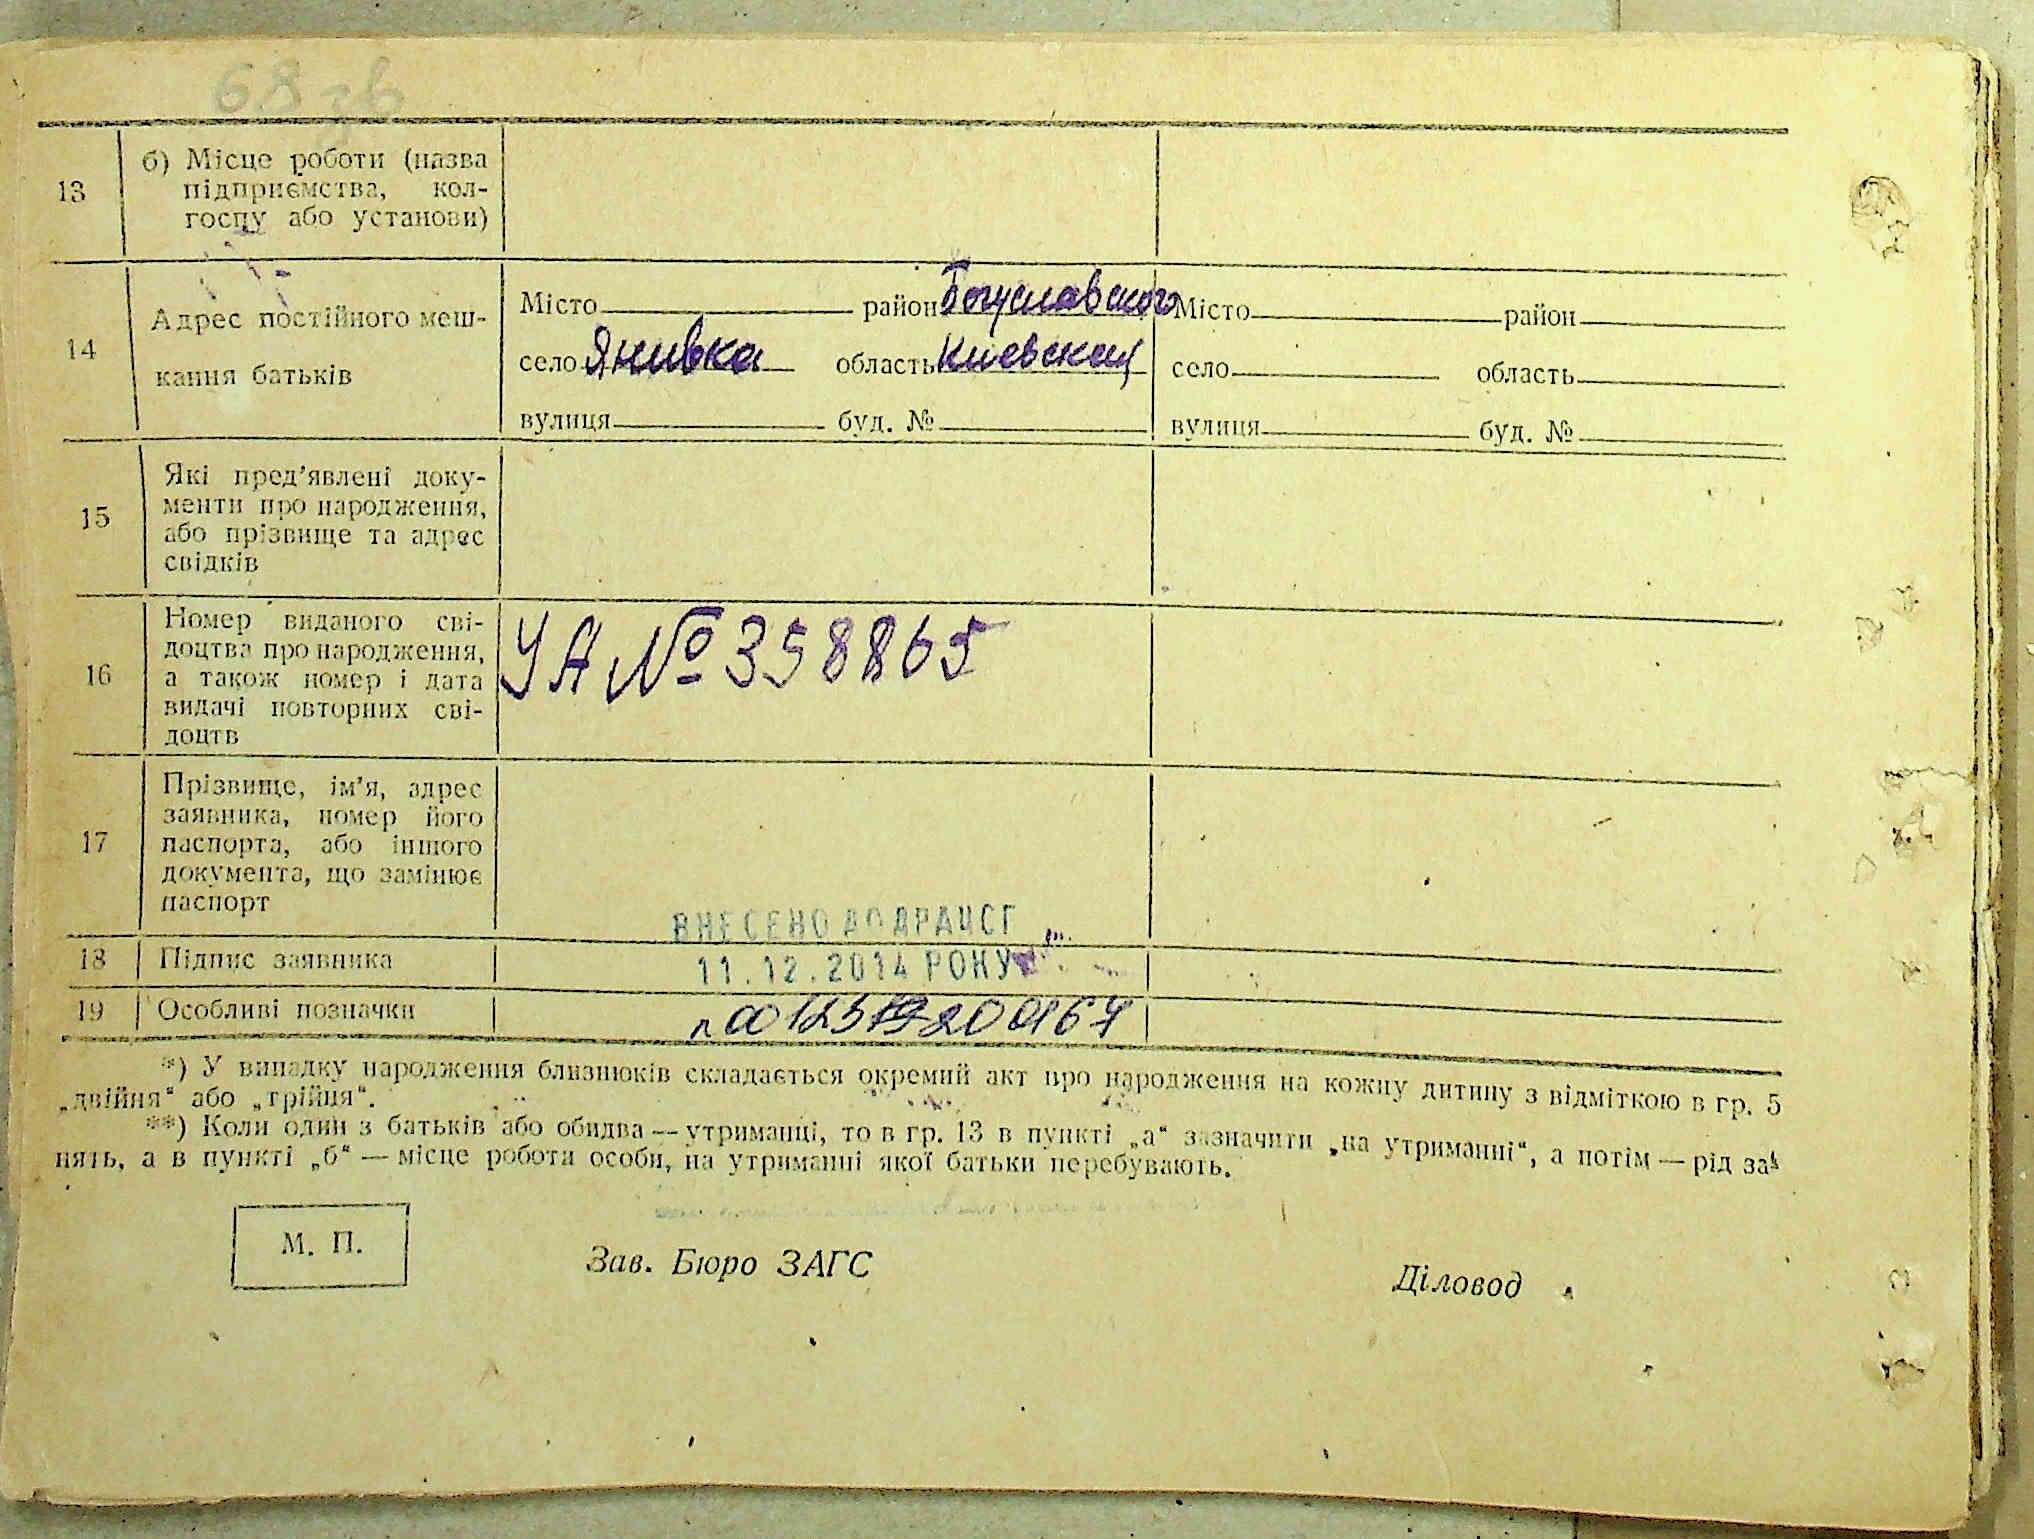 68 зв
13
б) Місце роботи (назва
підприємства, кол-
госпу або установи)
14
Адрес постійного меш-
кання батьків
Місто район Богуславского
село Янивка область Киевская
вулиця буд. №
Місто район
село область
вулиця буд. №
15
Які пред'явлені доку-
менти про народження,
або прізвище та адрес
свідків
16
Номер виданого сві-
доцтва про народження,
а також номер і дата
видачі повторних сві-
доцтв
УА № 358865
17
Прізвище, ім'я, адрес
заявника, номер його
паспорта, або іншого
документа, що замінює
паспорт
ВНЕСЕНО ДО ДРАЦСГ
18
Підпис заявника
11.12.2014 РОКУ
19
Особливі позначки
*) У випадку народження близнюків складається окремий акт про народження на кожну дитину з відміткою в гр. 5
„двійня“ або „трійня“.
**) Коли один з батьків або обидва — утриманці, то в гр. 13 в пункті „а“ зазначити „на утриманні“, а потім — рід за-
нять, а в пункті „б“ — місце роботи особи, на утриманні якої батьки перебувають.
М. П.
Зав. Бюро ЗАГС
Діловод